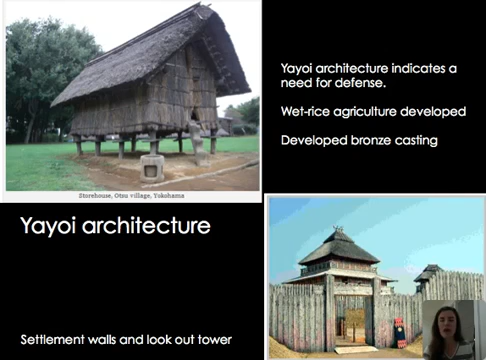 Yayoi architecture indicates a
need for defense.
Wet-rice agriculture developed
Developed bronze casting
Storehouse, Otsu village, Yokohama
Yayoi architecture
Settlement walls and look out tower